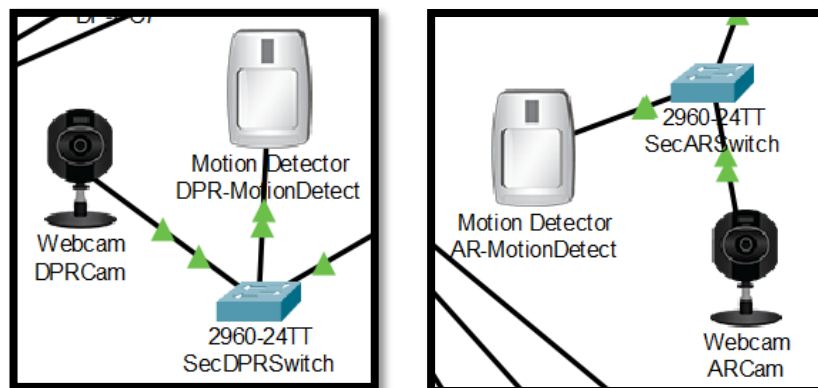 Motion Detector
DPR-MotionDetect
Webcam
DPRCam
2960-24TT
SecDPRSwitch
2960-24TT
SecARSwitch
Motion Detector
AR-MotionDetect
Webcam
ARCam